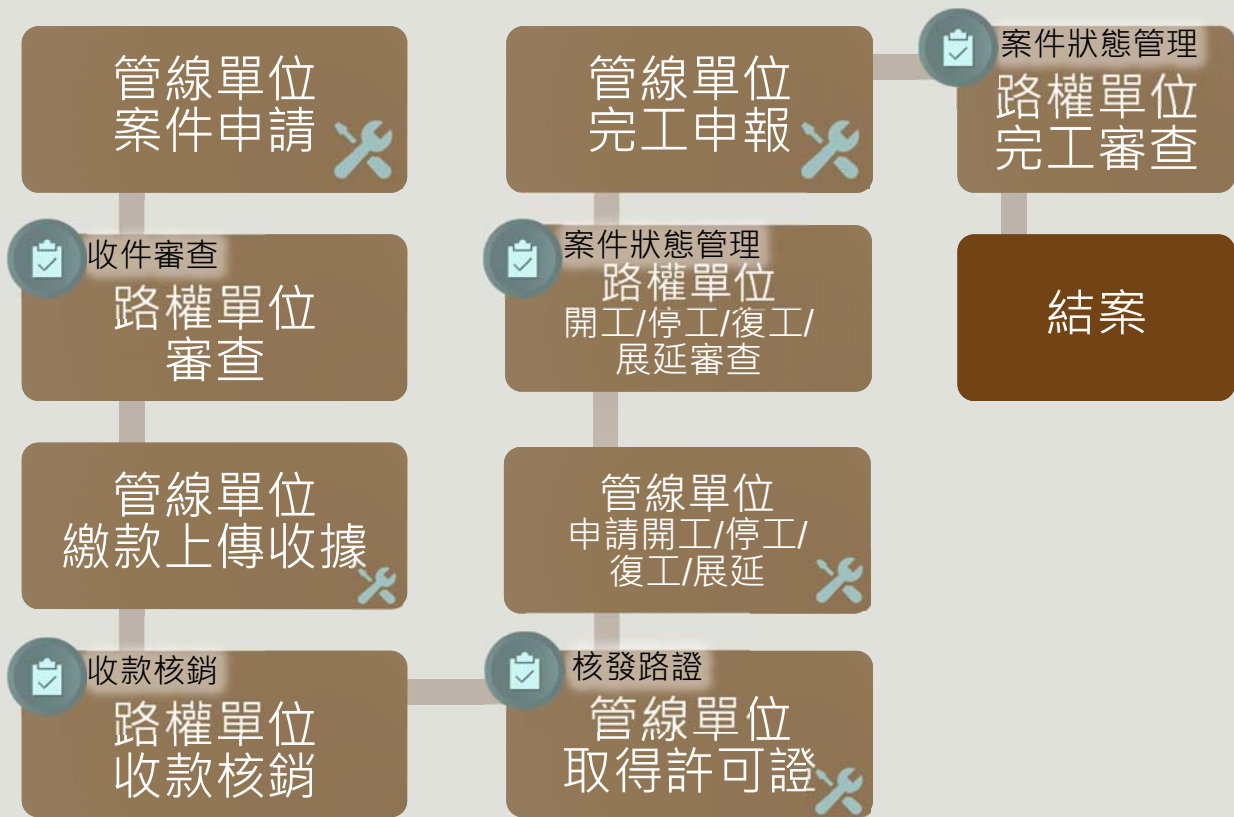 管線單位
案件申請
收件審查
路權單位
審查
管線單位
繳款上傳收據
收款核銷
路權單位
收款核銷
核發路證
管線單位
取得許可證
管線單位
申請開工/停工/
復工/展延
案件狀態管理
路權單位
開工/停工/復工/
展延審查
管線單位
完工申報
案件狀態管理
路權單位
完工審查
結案